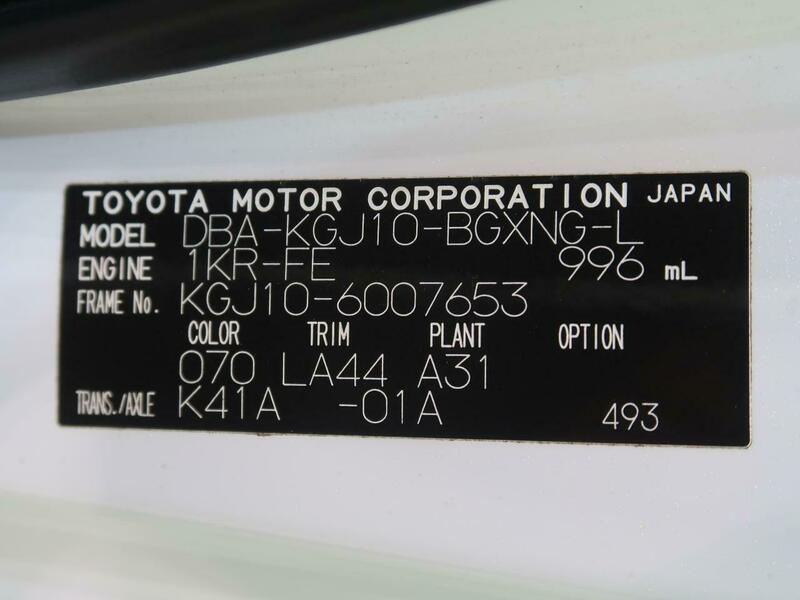 TOYOTA MOTOR CORPORATION JAPAN
MODEL DBA-KGJ10-BGXNG-L
ENGINE 1KR-FE 996 mL
FRAME No. KGJ10-6007653
COLOR TRIM PLANT OPTION
070 LA44 A31
TRANS./AXLE K41A -01A 493